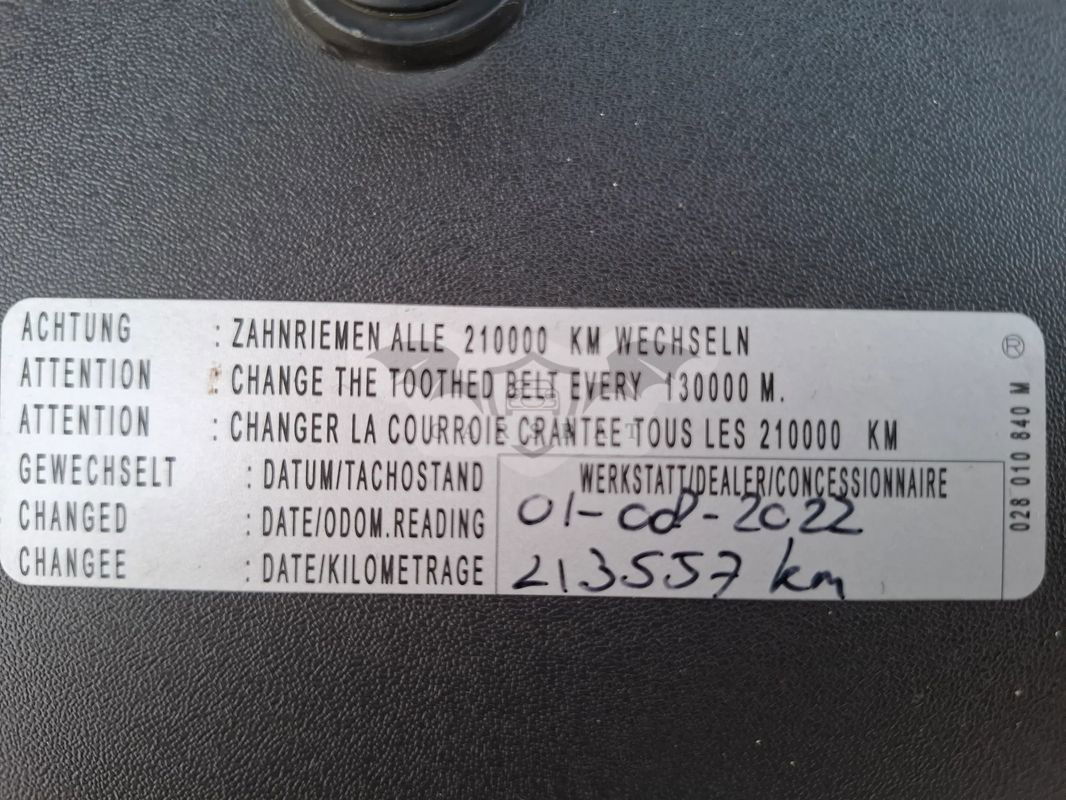 ACHTUNG : ZAHNRIEMEN ALLE 210000 KM WECHSELN
ATTENTION : CHANGE THE TOOTHED BELT EVERY 130000 M.
ATTENTION : CHANGER LA COURROIE CRANTEE TOUS LES 210000 KM
GEWECHSELT : DATUM/TACHOSTAND WERKSTATT/DEALER/CONCESSIONNAIRE
CHANGED : DATE/ODOM.READING 01-08-2022
CHANGEE : DATE/KILOMETRAGE 213557 km
®
028 010 840 M